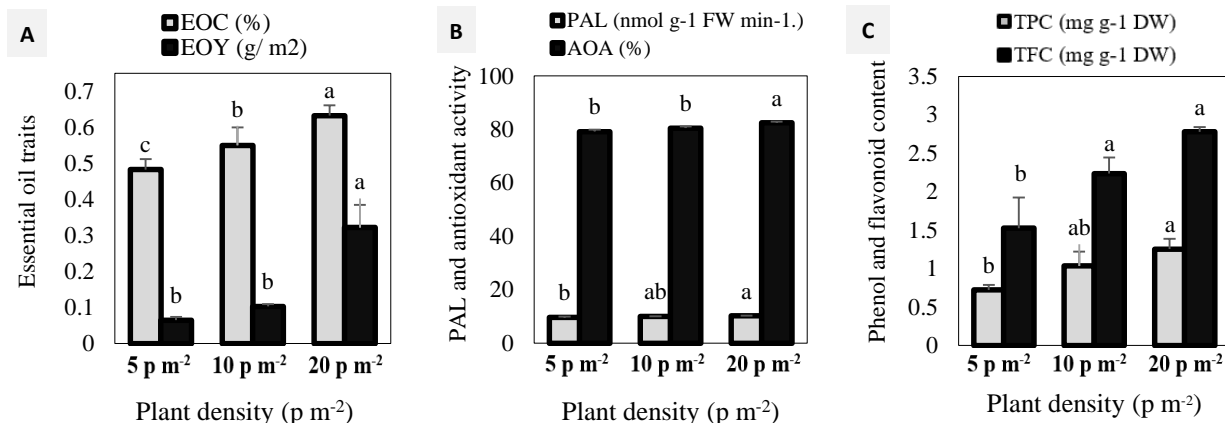 A
EOC (%)
EOY (g/ m2)
Essential oil traits
0.7
0.6
0.5
0.4
0.3
0.2
0.1
0
c
b
b
b
a
a
5 p m-2 10 p m-2 20 p m-2
Plant density (p m-2)
B
PAL (nmol g-1 FW min-1.)
AOA (%)
PAL and antioxidant activity
100
80
60
40
20
0
b
b
ab
b
a
a
5 p m-2 10 p m-2 20 p m-2
Plant density (p m-2)
C
TPC (mg g-1 DW)
TFC (mg g-1 DW)
Phenol and flavonoid content
3.5
3
2.5
2
1.5
1
0.5
0
b
b
ab
a
a
a
5 p m-2 10 p m-2 20 p m-2
Plant density (p m-2)